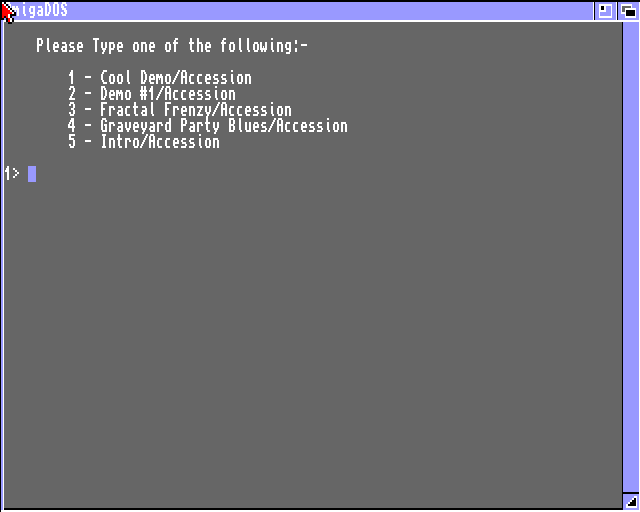 AmigaDOS
Please Type one of the following:-
1 - Cool Demo/Accession
2 - Demo #1/Accession
3 - Fractal Frenzy/Accession
4 - Graveyard Party Blues/Accession
5 - Intro/Accession
1>